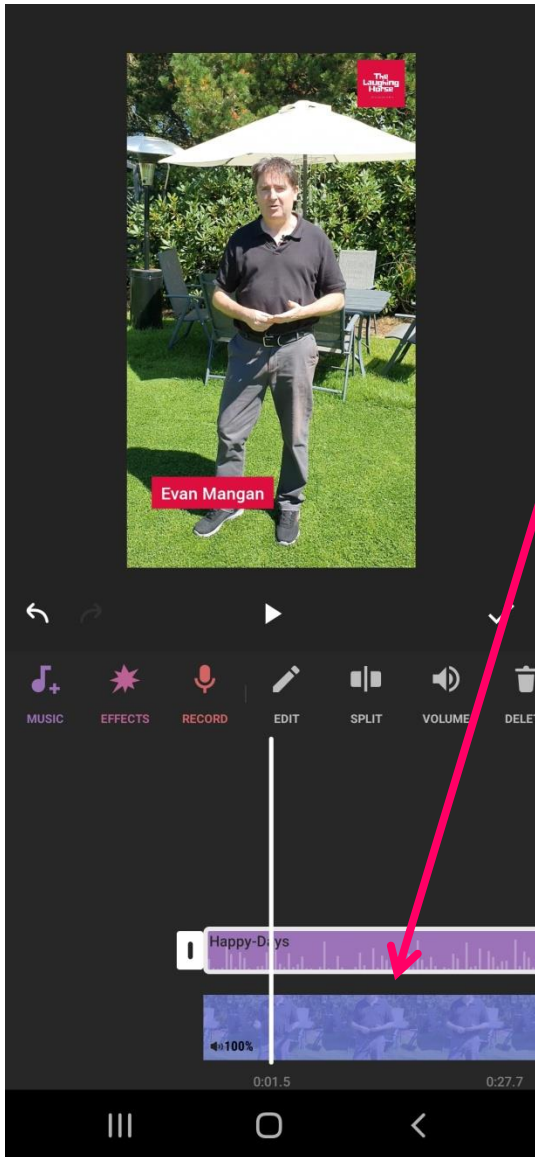 The
Laughing
Horse
Evan Mangan
MUSIC
EFFECTS
RECORD
EDIT
SPLIT
VOLUME
DELET
Happy-Days
100%
0:01.5
0:27.7